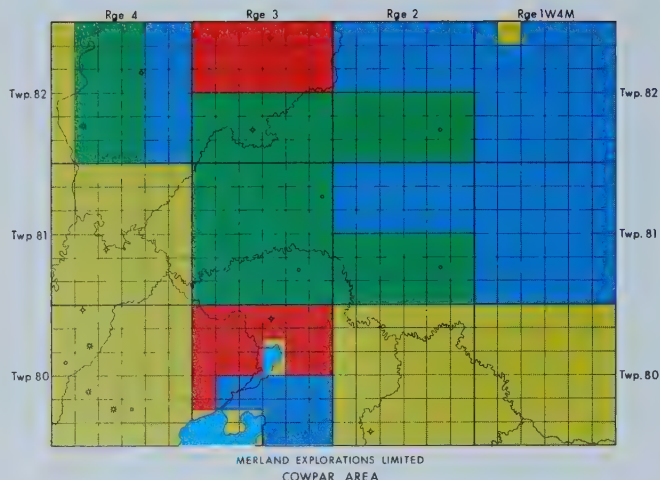 Rge 4 Rge 3 Rge 2 Rge 1W4M
Twp. 82 Twp. 82
Twp. 81 Twp. 81
Twp. 80 Twp. 80
MERLAND EXPLORATIONS LIMITED
COWPAR AREA